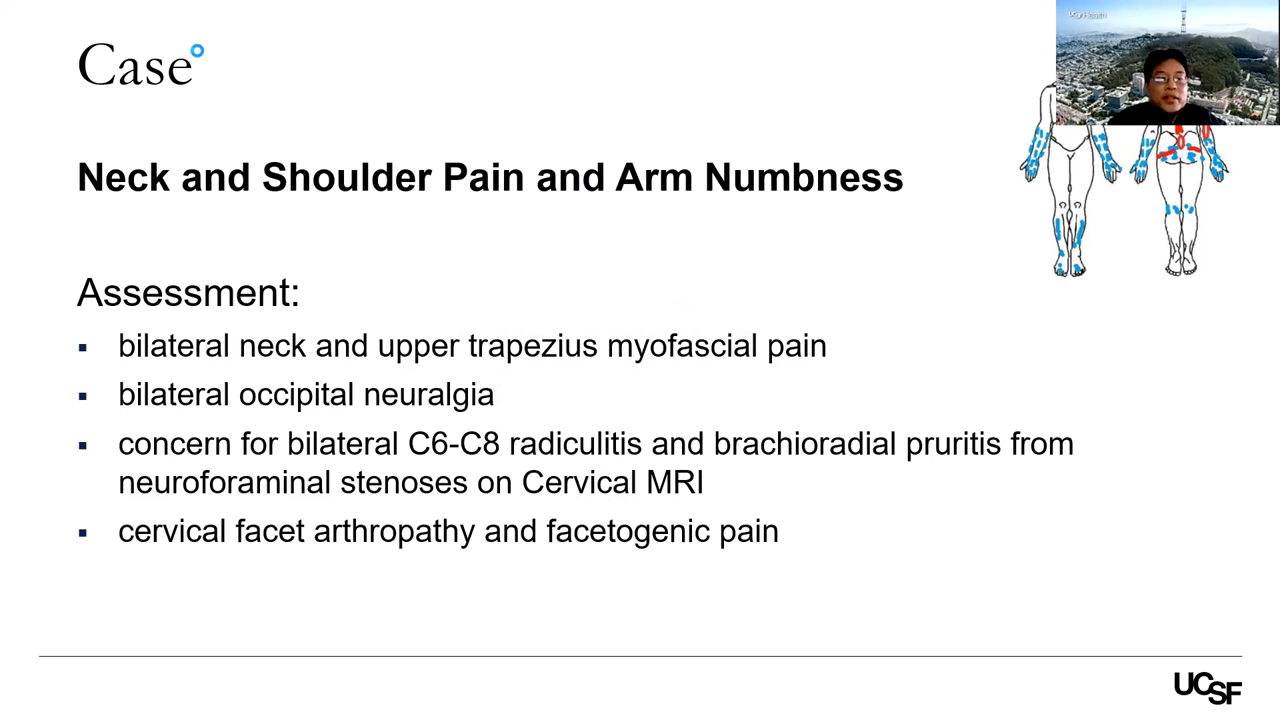 UCSF Health
Case
Neck and Shoulder Pain and Arm Numbness
Assessment:
▪ bilateral neck and upper trapezius myofascial pain
▪ bilateral occipital neuralgia
▪ concern for bilateral C6-C8 radiculitis and brachioradial pruritis from
neuroforaminal stenoses on Cervical MRI
▪ cervical facet arthropathy and facetogenic pain
UCSF